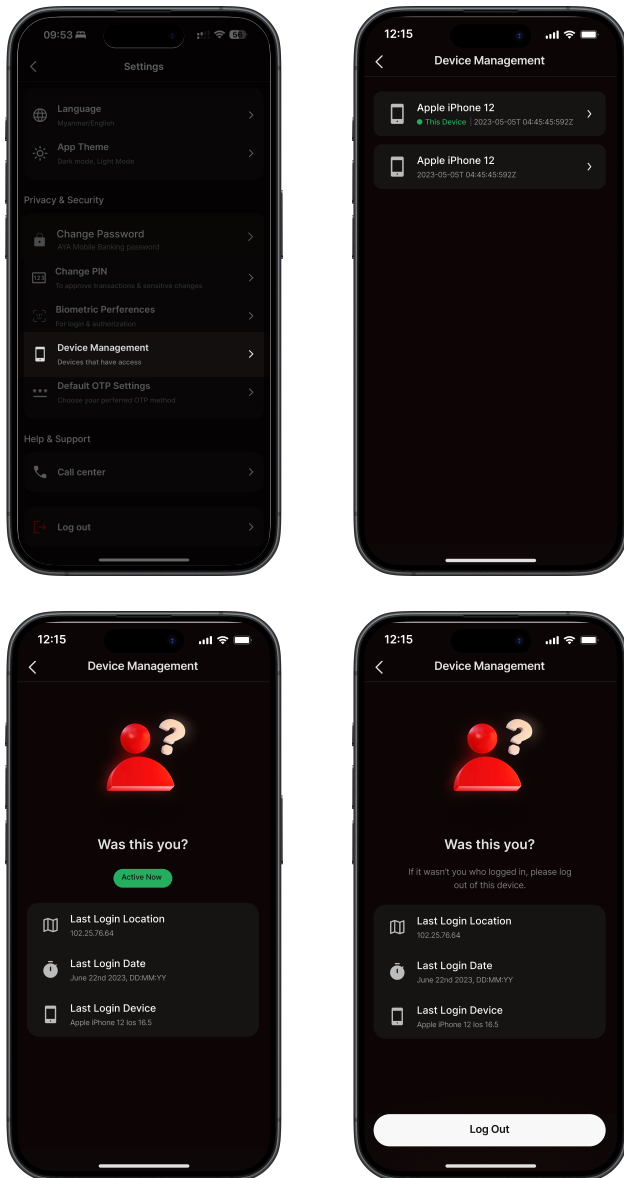 09:53
58
Settings
Language
Myanmar/English
App Theme
Dark mode, Light Mode
Privacy & Security
Change Password
AYA Mobile Banking password
123
Change PIN
To approve transactions & sensitive changes
Biometric Perferences
For login & authorization
Device Management
Devices that have access
Default OTP Settings
Choose your perferred OTP method
Help & Support
Call center
Log out
12:15
Device Management
Apple iPhone 12
This Device | 2023-05-05T 04:45:45:592Z
Apple iPhone 12
2023-05-05T 04:45:45:592Z
12:15
Device Management
Was this you?
Active Now
Last Login Location
102.25.76.64
Last Login Date
June 22nd 2023, DD:MM:YY
Last Login Device
Apple iPhone 12 Ios 16.5
12:15
Device Management
Was this you?
If it wasn't you who logged in, please log
out of this device.
Last Login Location
102.25.76.64
Last Login Date
June 22nd 2023, DD:MM:YY
Last Login Device
Apple iPhone 12 Ios 16.5
Log Out